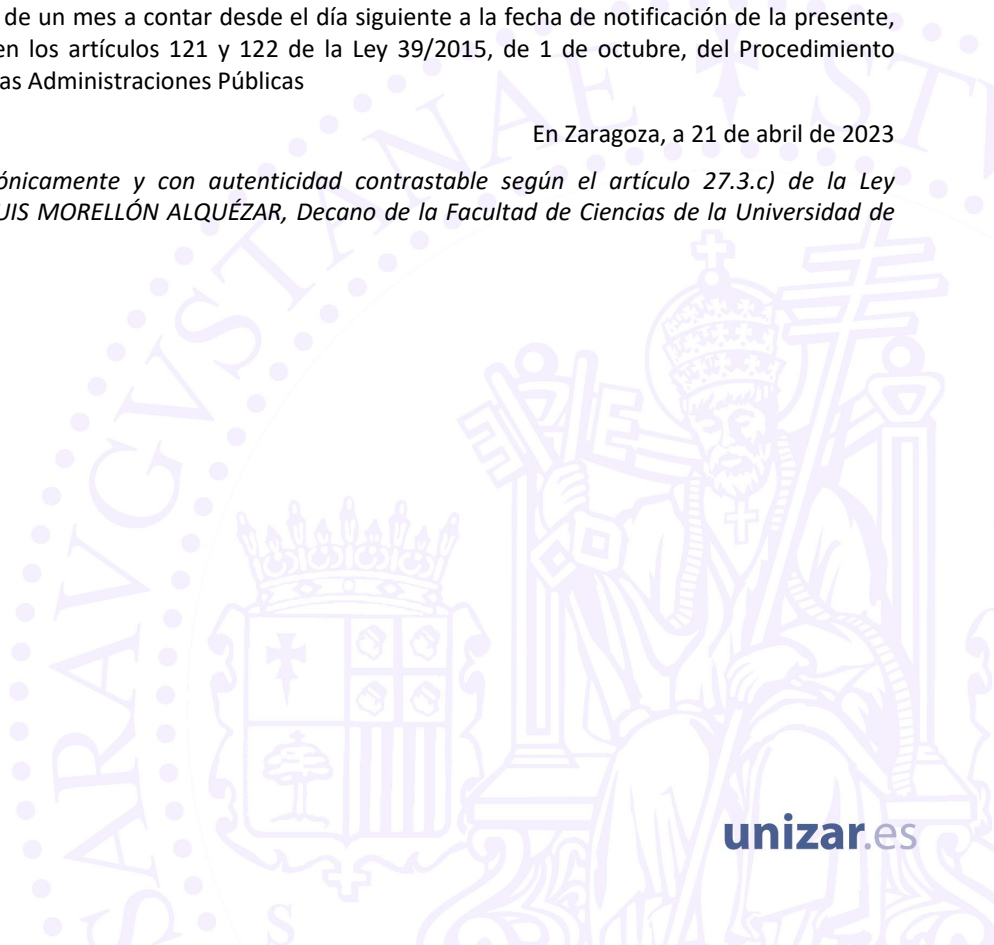 de un mes a contar desde el día siguiente a la fecha de notificación de la presente,
en los artículos 121 y 122 de la Ley 39/2015, de 1 de octubre, del Procedimiento
as Administraciones Públicas
En Zaragoza, a 21 de abril de 2023
ónicamente y con autenticidad contrastable según el artículo 27.3.c) de la Ley
UIS MORELLÓN ALQUÉZAR, Decano de la Facultad de Ciencias de la Universidad de
SARAVGVSTANAE STV
S
unizar.es